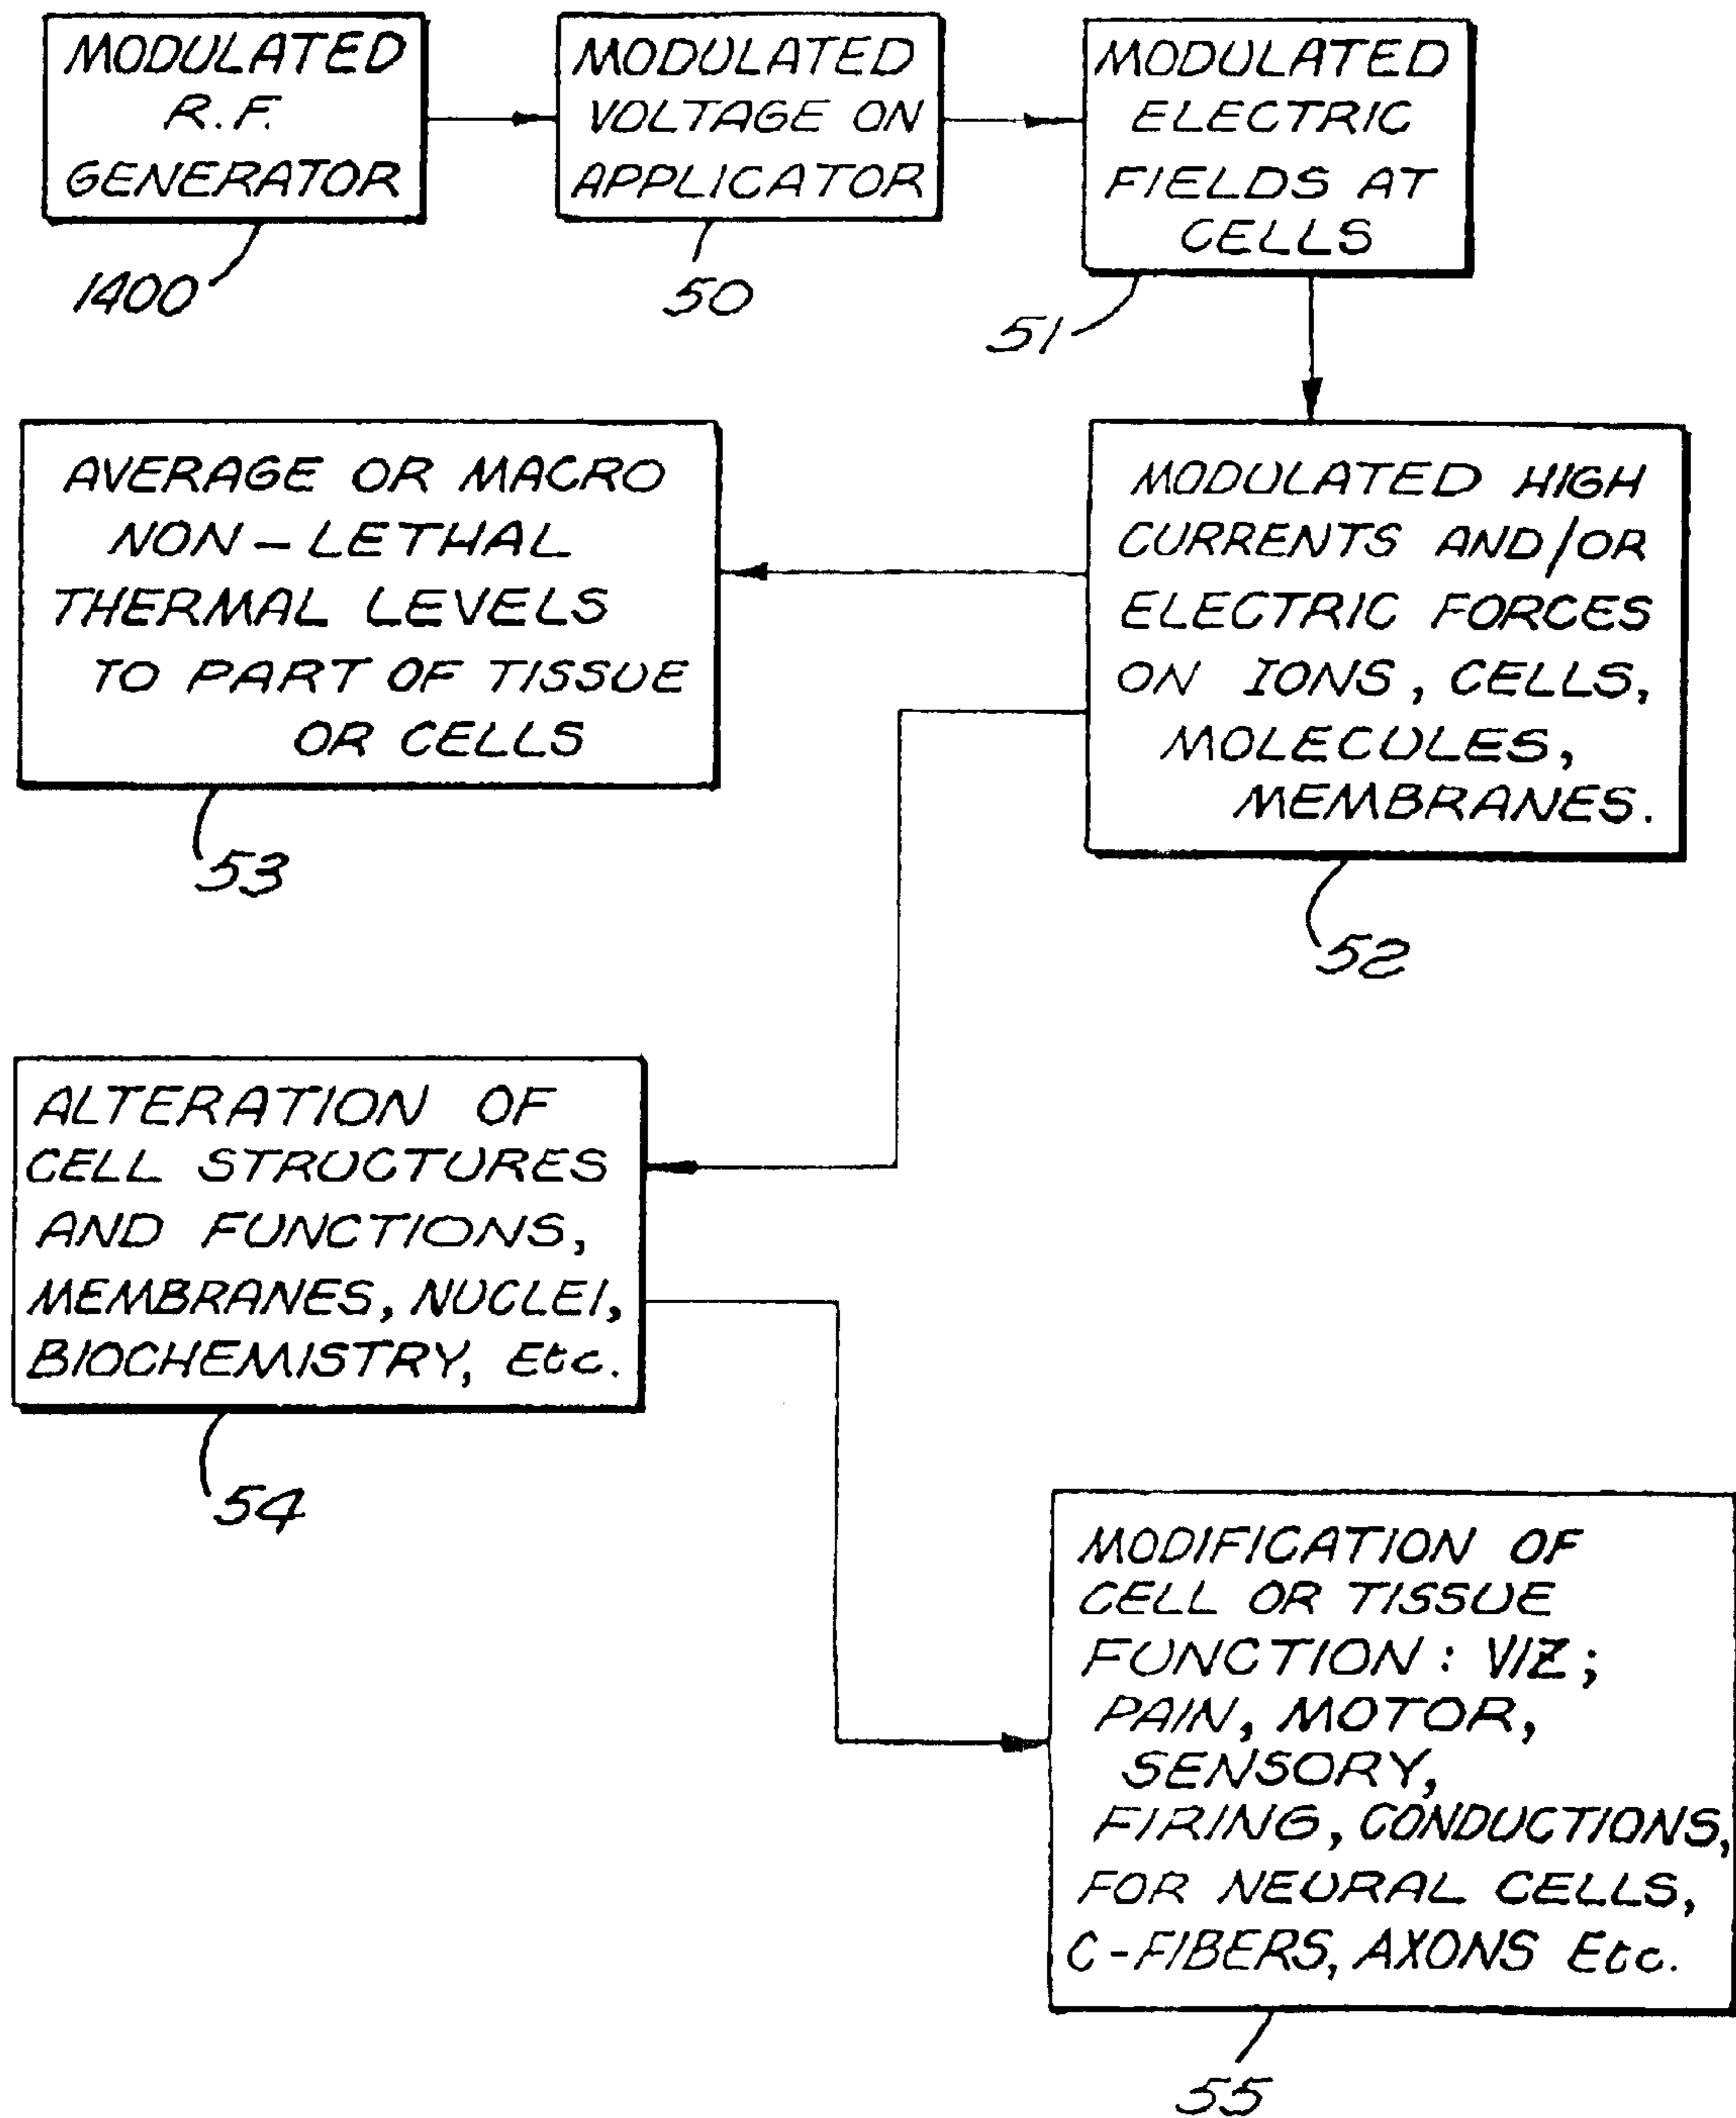 MODULATED
R.F.
GENERATOR
1400
MODULATED
VOLTAGE ON
APPLICATOR
50
MODULATED
ELECTRIC
FIELDS AT
CELLS
51
AVERAGE OR MACRO
NON-LETHAL
THERMAL LEVELS
TO PART OF TISSUE
OR CELLS
53
MODULATED HIGH
CURRENTS AND/OR
ELECTRIC FORCES
ON IONS, CELLS,
MOLECULES,
MEMBRANES.
52
ALTERATION OF
CELL STRUCTURES
AND FUNCTIONS,
MEMBRANES, NUCLEI,
BIOCHEMISTRY, Etc.
54
MODIFICATION OF
CELL OR TISSUE
FUNCTION: VIZ;
PAIN, MOTOR,
SENSORY,
FIRING, CONDUCTIONS,
FOR NEURAL CELLS,
C-FIBERS, AXONS Etc.
55